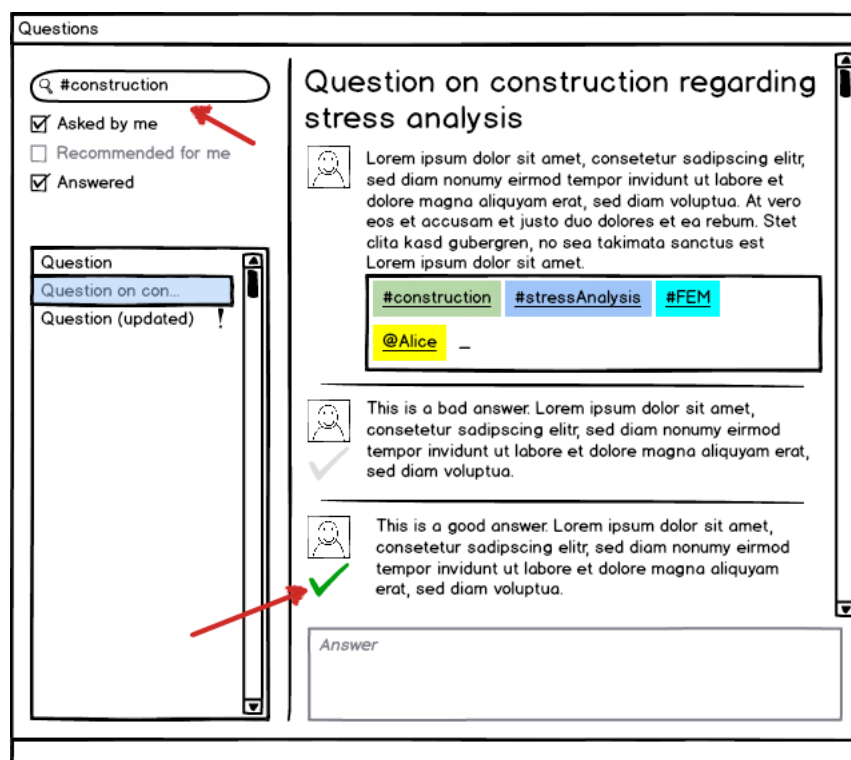 Questions
#construction
Asked by me
Recommended for me
Answered
Question
Question on con...
Question (updated) !
Question on construction regarding
stress analysis
Lorem ipsum dolor sit amet, consetetur sadipscing elitr,
sed diam nonumy eirmod tempor invidunt ut labore et
dolore magna aliquyam erat, sed diam voluptua. At vero
eos et accusam et justo duo dolores et ea rebum. Stet
clita kasd gubergren, no sea takimata sanctus est
Lorem ipsum dolor sit amet.
#construction #stressAnalysis #FEM
@Alice _
This is a bad answer. Lorem ipsum dolor sit amet,
consetetur sadipscing elitr, sed diam nonumy eirmod
tempor invidunt ut labore et dolore magna aliquyam erat,
sed diam voluptua.
This is a good answer. Lorem ipsum dolor sit amet,
consetetur sadipscing elitr, sed diam nonumy eirmod
tempor invidunt ut labore et dolore magna aliquyam
erat, sed diam voluptua.
Answer